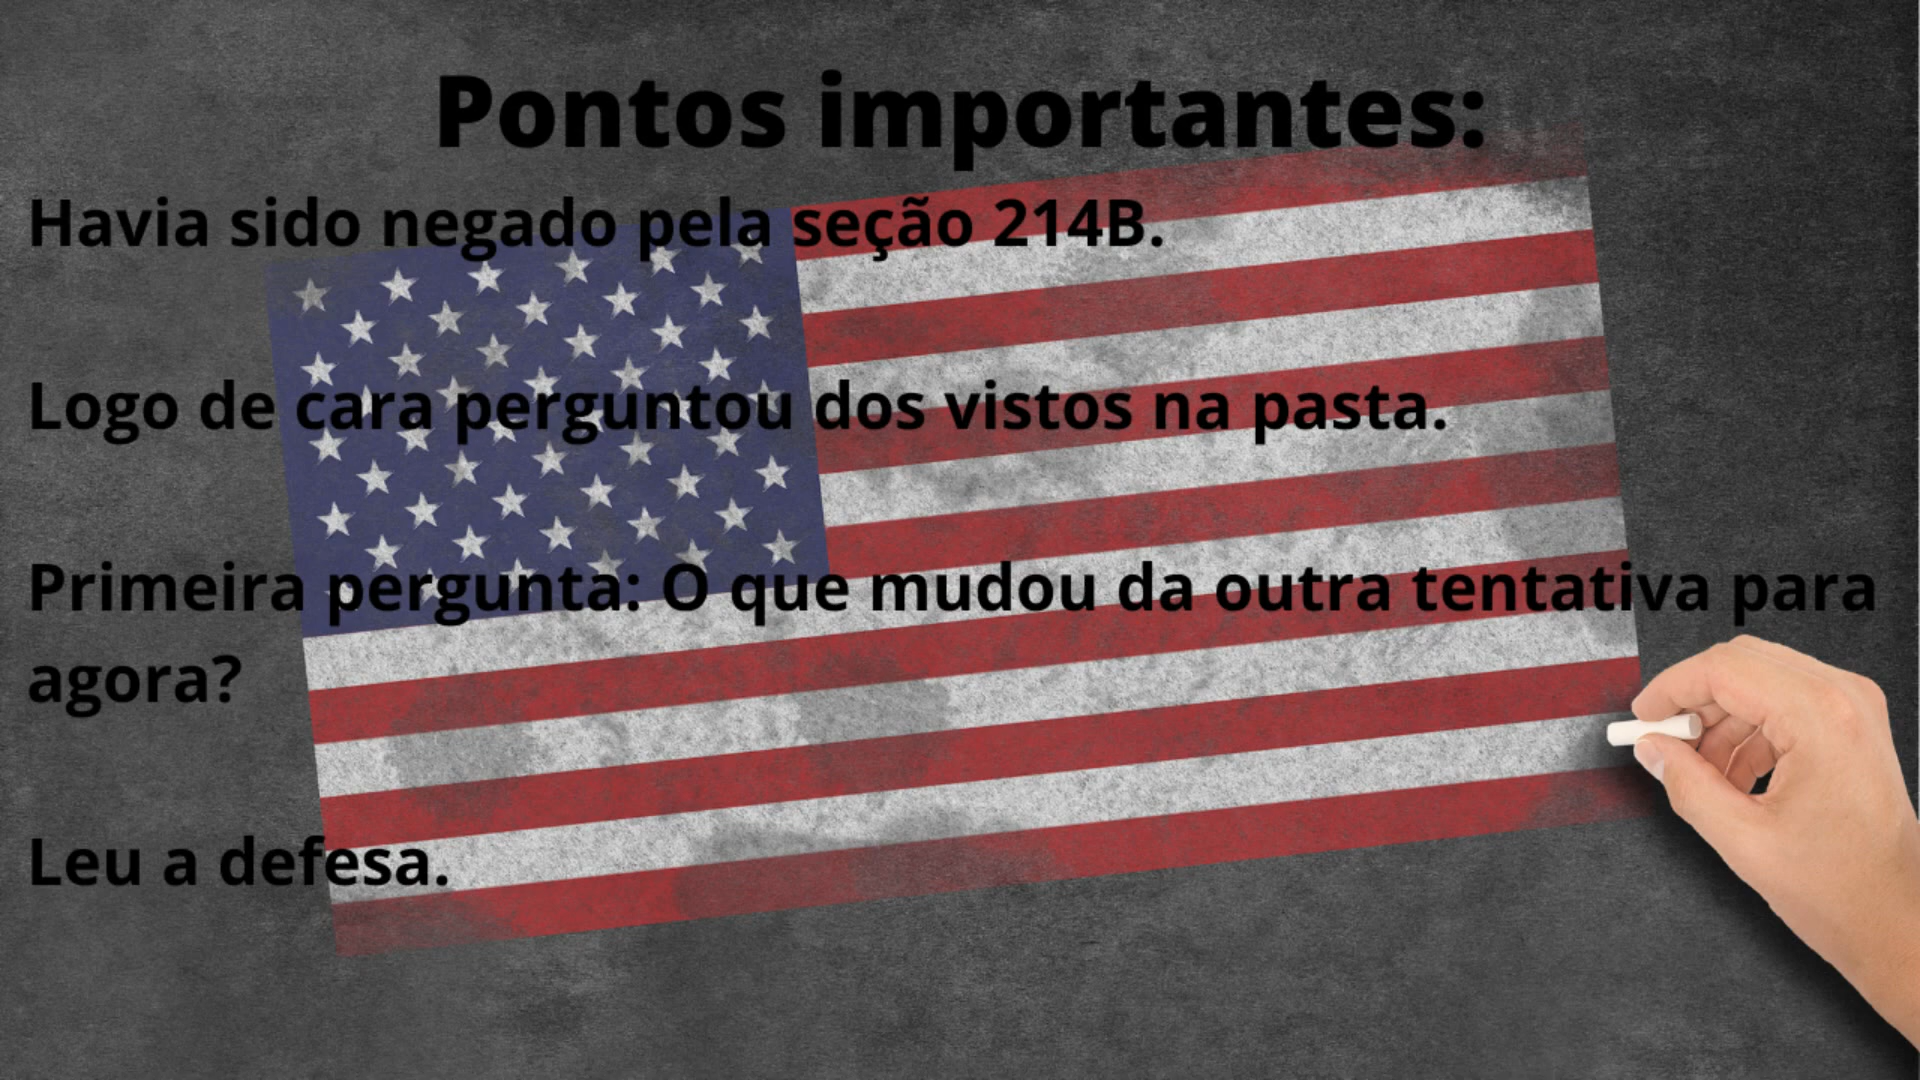 Pontos importantes:
Havia sido negado pela seção 214B.
Logo de cara perguntou dos vistos na pasta.
Primeira pergunta: O que mudou da outra tentativa para
agora?
Leu a defesa.